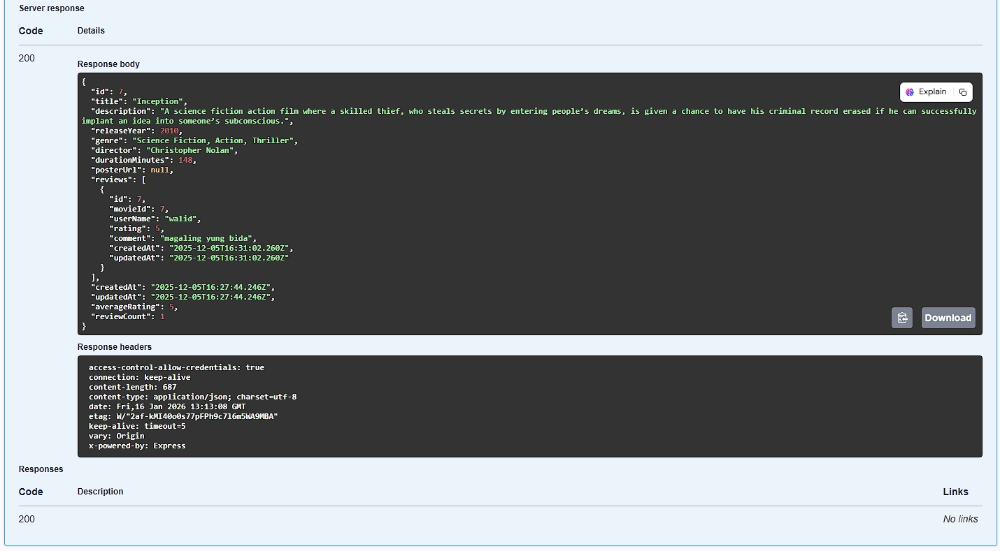 Server response
Code Details
200
Response body
{
"id": 7,
"title": "Inception",
"description": "A science fiction action film where a skilled thief, who steals secrets by entering people’s dreams, is given a chance to have his criminal record erased if he can successfully
implant an idea into someone’s subconscious.",
"releaseYear": 2010,
"genre": "Science Fiction, Action, Thriller",
"director": "Christopher Nolan",
"durationMinutes": 148,
"posterUrl": null,
"reviews": [
{
"id": 7,
"movieId": 7,
"userName": "walid",
"rating": 5,
"comment": "magaling yung bida",
"createdAt": "2025-12-05T16:31:02.260Z",
"updatedAt": "2025-12-05T16:31:02.260Z"
}
],
"createdAt": "2025-12-05T16:27:44.246Z",
"updatedAt": "2025-12-05T16:27:44.246Z",
"averageRating": 5,
"reviewCount": 1
}
Explain
Download
Response headers
access-control-allow-credentials: true
connection: keep-alive
content-length: 687
content-type: application/json; charset=utf-8
date: Fri,16 Jan 2026 13:13:08 GMT
etag: W/"2af-kMI40o0s77pFPh9c7l6m5WA9MBA"
keep-alive: timeout=5
vary: Origin
x-powered-by: Express
Responses
Code Description Links
200 No links